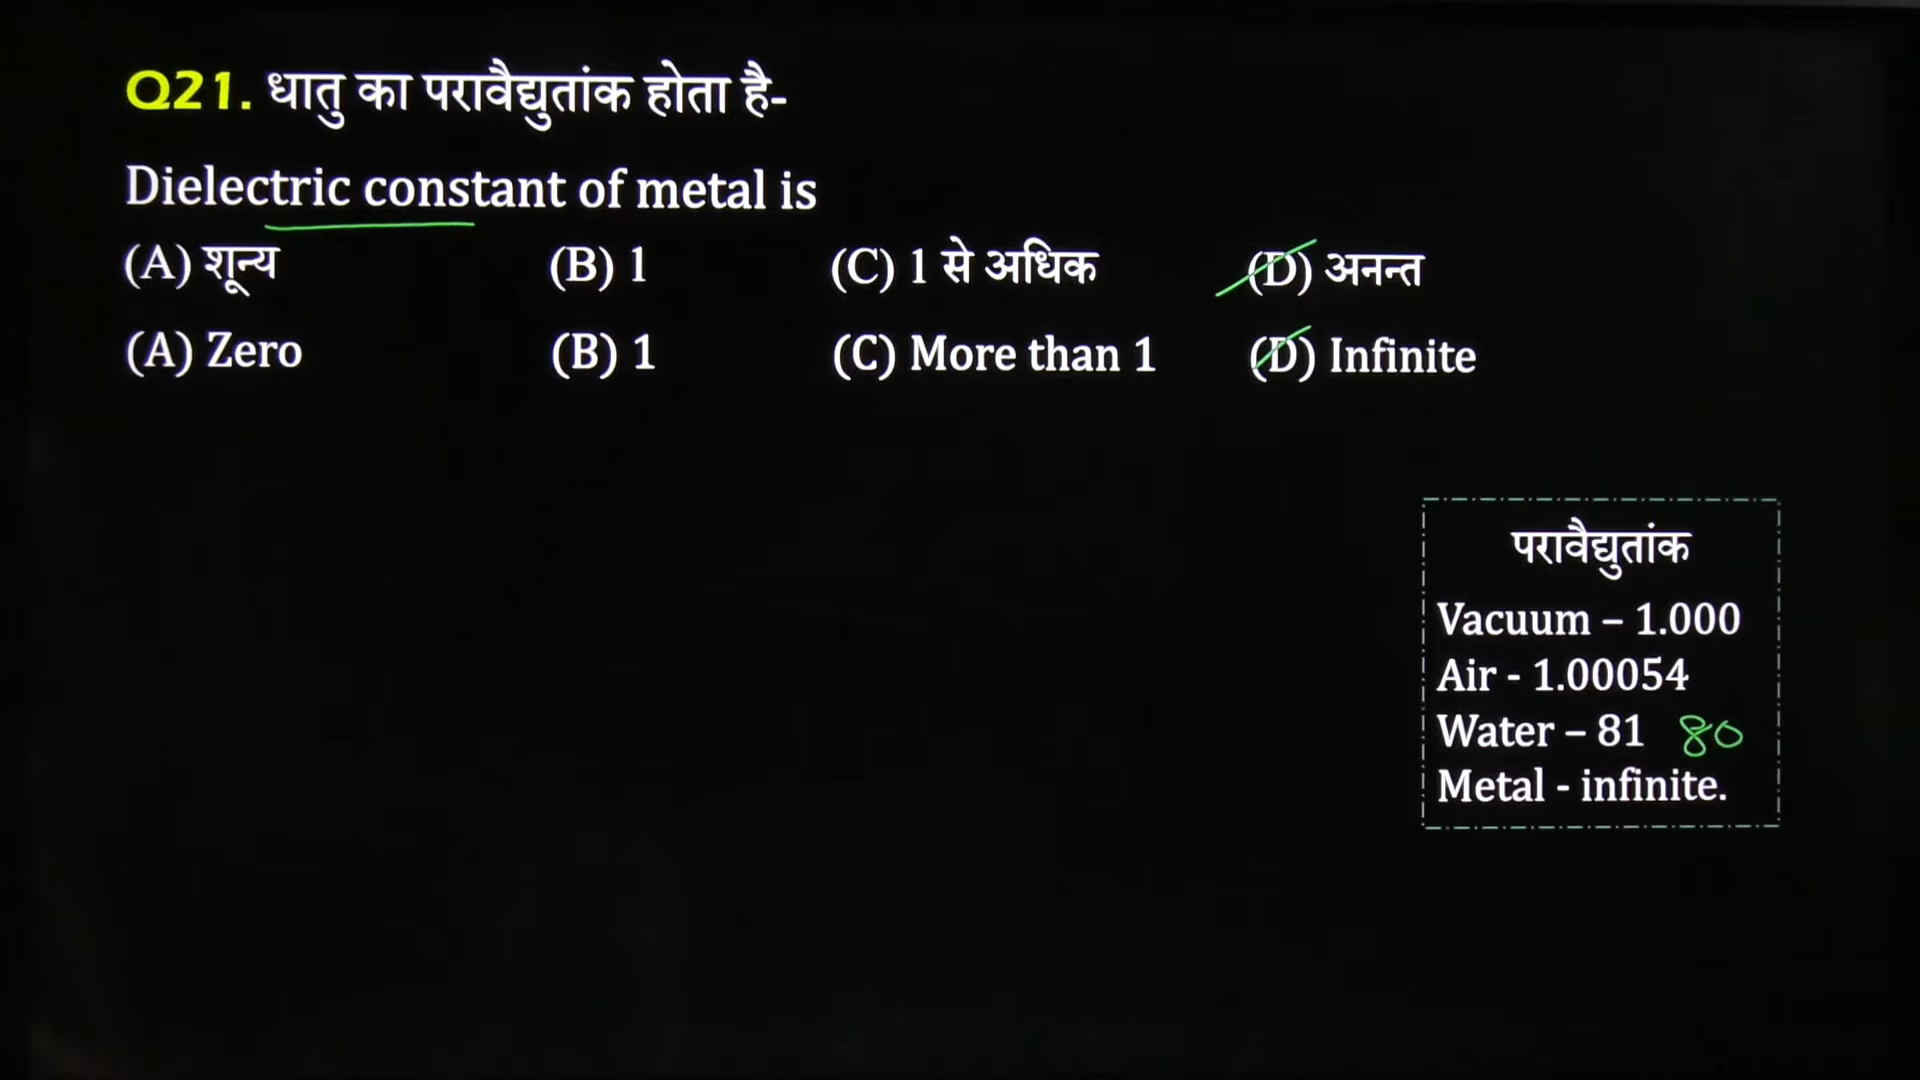 Q21. धातु का परावैद्युतांक होता है-
Dielectric constant of metal is
(A) शून्य (B) 1 (C) 1 से अधिक (D) अनन्त
(A) Zero (B) 1 (C) More than 1 (D) Infinite
परावैद्युतांक
Vacuum – 1.000
Air - 1.00054
Water – 81 80
Metal - infinite.